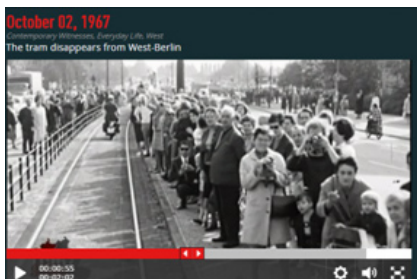 October 02, 1967
Contemporary Witnesses, Everyday Life, West
The tram disappears from West-Berlin
00:00:55
00:02:02